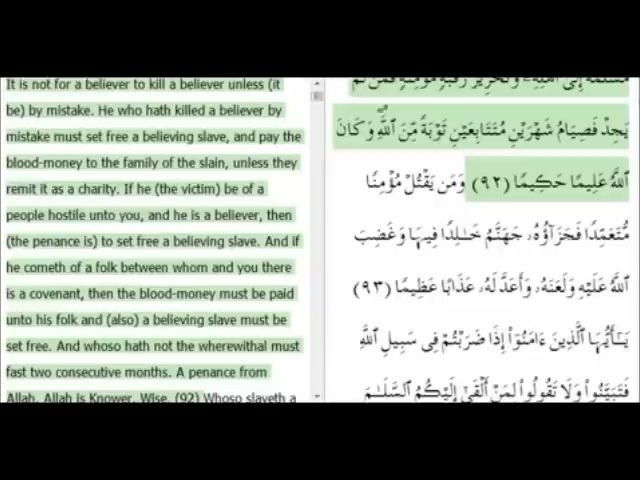 It is not for a believer to kill a believer unless (it
be) by mistake. He who hath killed a believer by
mistake must set free a believing slave, and pay the
blood-money to the family of the slain, unless they
remit it as a charity. If he (the victim) be of a
people hostile unto you, and he is a believer, then
(the penance is) to set free a believing slave. And if
he cometh of a folk between whom and you there
is a covenant, then the blood-money must be paid
unto his folk and (also) a believing slave must be
set free. And whoso hath not the wherewithal must
fast two consecutive months. A penance from
Allah. Allah is Knower, Wise. (92) Whoso slayeth a
مُّسَلَّمَةٌ إِلَىٰٓ أَهْلِهِۦ وَتَحْرِيرُ رَقَبَةٍ مُّؤْمِنَةٍ فَمَن لَّمْ
يَجِدْ فَصِيَامُ شَهْرَيْنِ مُتَتَابِعَيْنِ تَوْبَةً مِّنَ ٱللَّهِ ۗ وَكَانَ
ٱللَّهُ عَلِيمًا حَكِيمًا (٩٢) وَمَن يَقْتُلْ مُؤْمِنًا
مُّتَعَمِّدًا فَجَزَآؤُهُۥ جَهَنَّمُ خَـٰلِدًا فِيهَا وَغَضِبَ
ٱللَّهُ عَلَيْهِ وَلَعَنَهُۥ وَأَعَدَّ لَهُۥ عَذَابًا عَظِيمًا (٩٣)
يَـٰٓأَيُّهَا ٱلَّذِينَ ءَامَنُوٓا۟ إِذَا ضَرَبْتُمْ فِى سَبِيلِ ٱللَّهِ
فَتَبَيَّنُوا۟ وَلَا تَقُولُوا۟ لِمَنْ أَلْقَىٰٓ إِلَيْكُمُ ٱلسَّلَـٰمَ